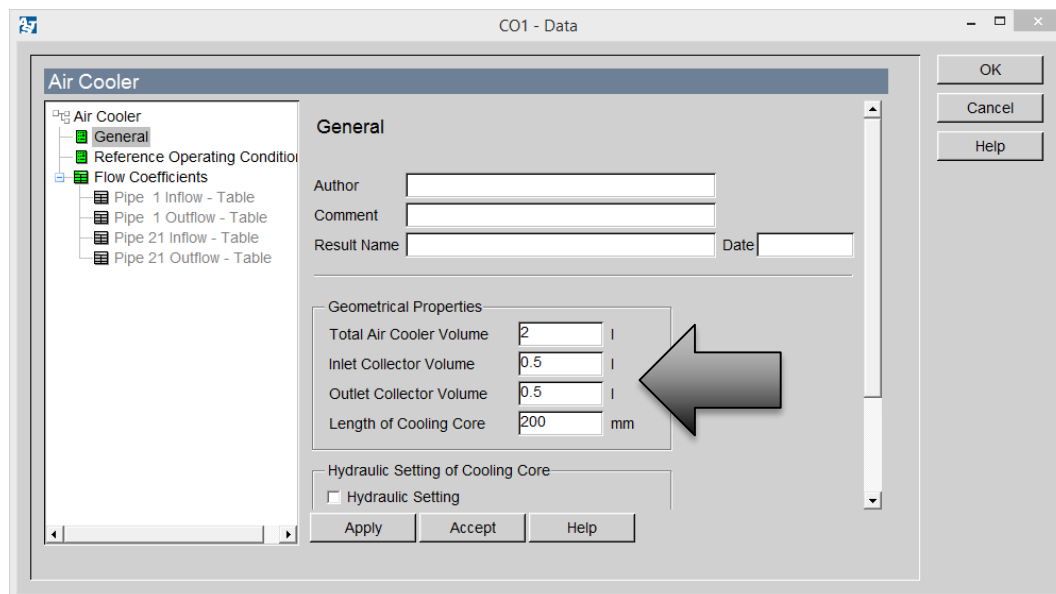 CO1 - Data
Air Cooler
OK
Cancel
Help
Air Cooler
General
Reference Operating Condition
Flow Coefficients
Pipe 1 Inflow - Table
Pipe 1 Outflow - Table
Pipe 21 Inflow - Table
Pipe 21 Outflow - Table
General
Author
Comment
Result Name Date
Geometrical Properties
Total Air Cooler Volume 2 l
Inlet Collector Volume 0.5 l
Outlet Collector Volume 0.5 l
Length of Cooling Core 200 mm
Hydraulic Setting of Cooling Core
Hydraulic Setting
Apply Accept Help